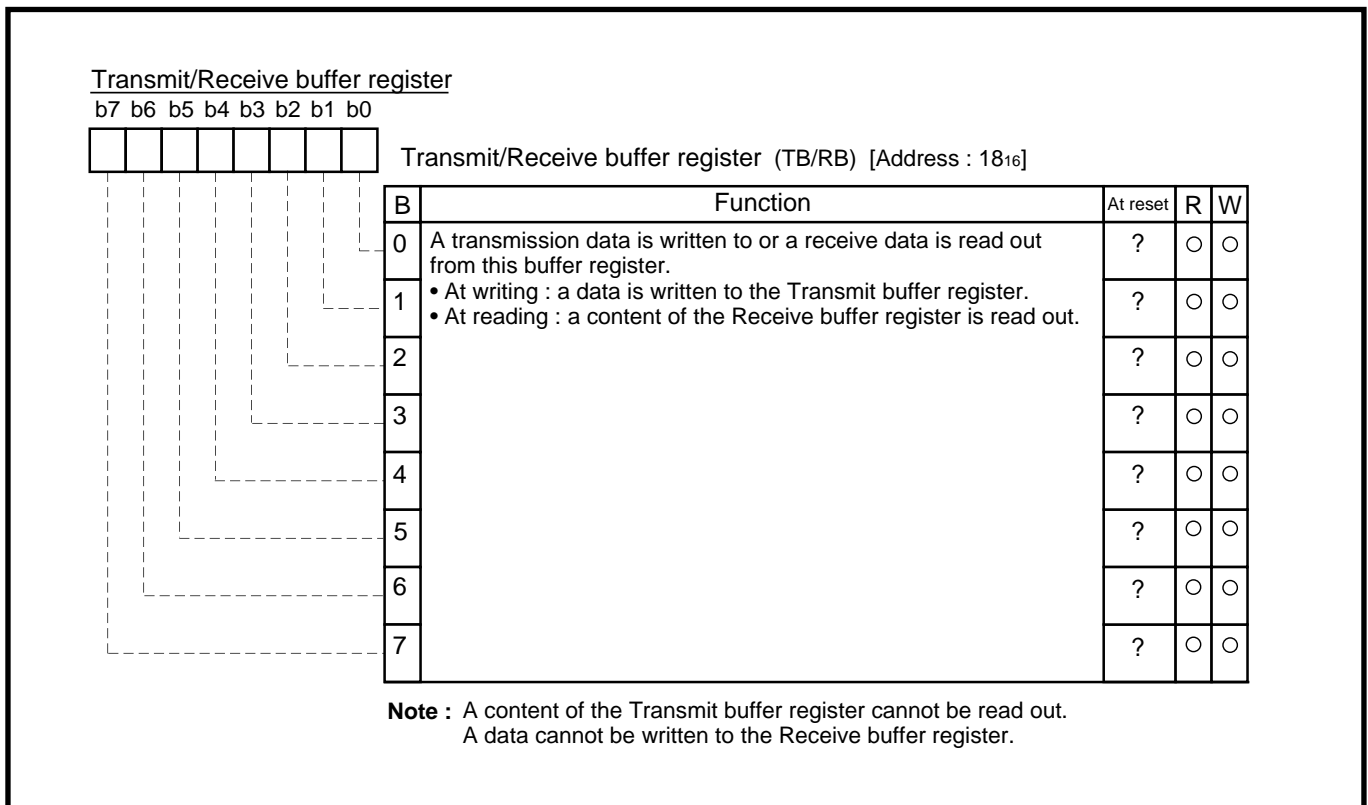 Transmit/Receive buffer register
b7 b6 b5 b4 b3 b2 b1 b0
Transmit/Receive buffer register (TB/RB) [Address : 18₁₆]
B Function At reset R W
0 A transmission data is written to or a receive data is read out ? ○ ○
from this buffer register.
1 • At writing : a data is written to the Transmit buffer register. ? ○ ○
• At reading : a content of the Receive buffer register is read out.
2 ? ○ ○
3 ? ○ ○
4 ? ○ ○
5 ? ○ ○
6 ? ○ ○
7 ? ○ ○
Note : A content of the Transmit buffer register cannot be read out.
A data cannot be written to the Receive buffer register.